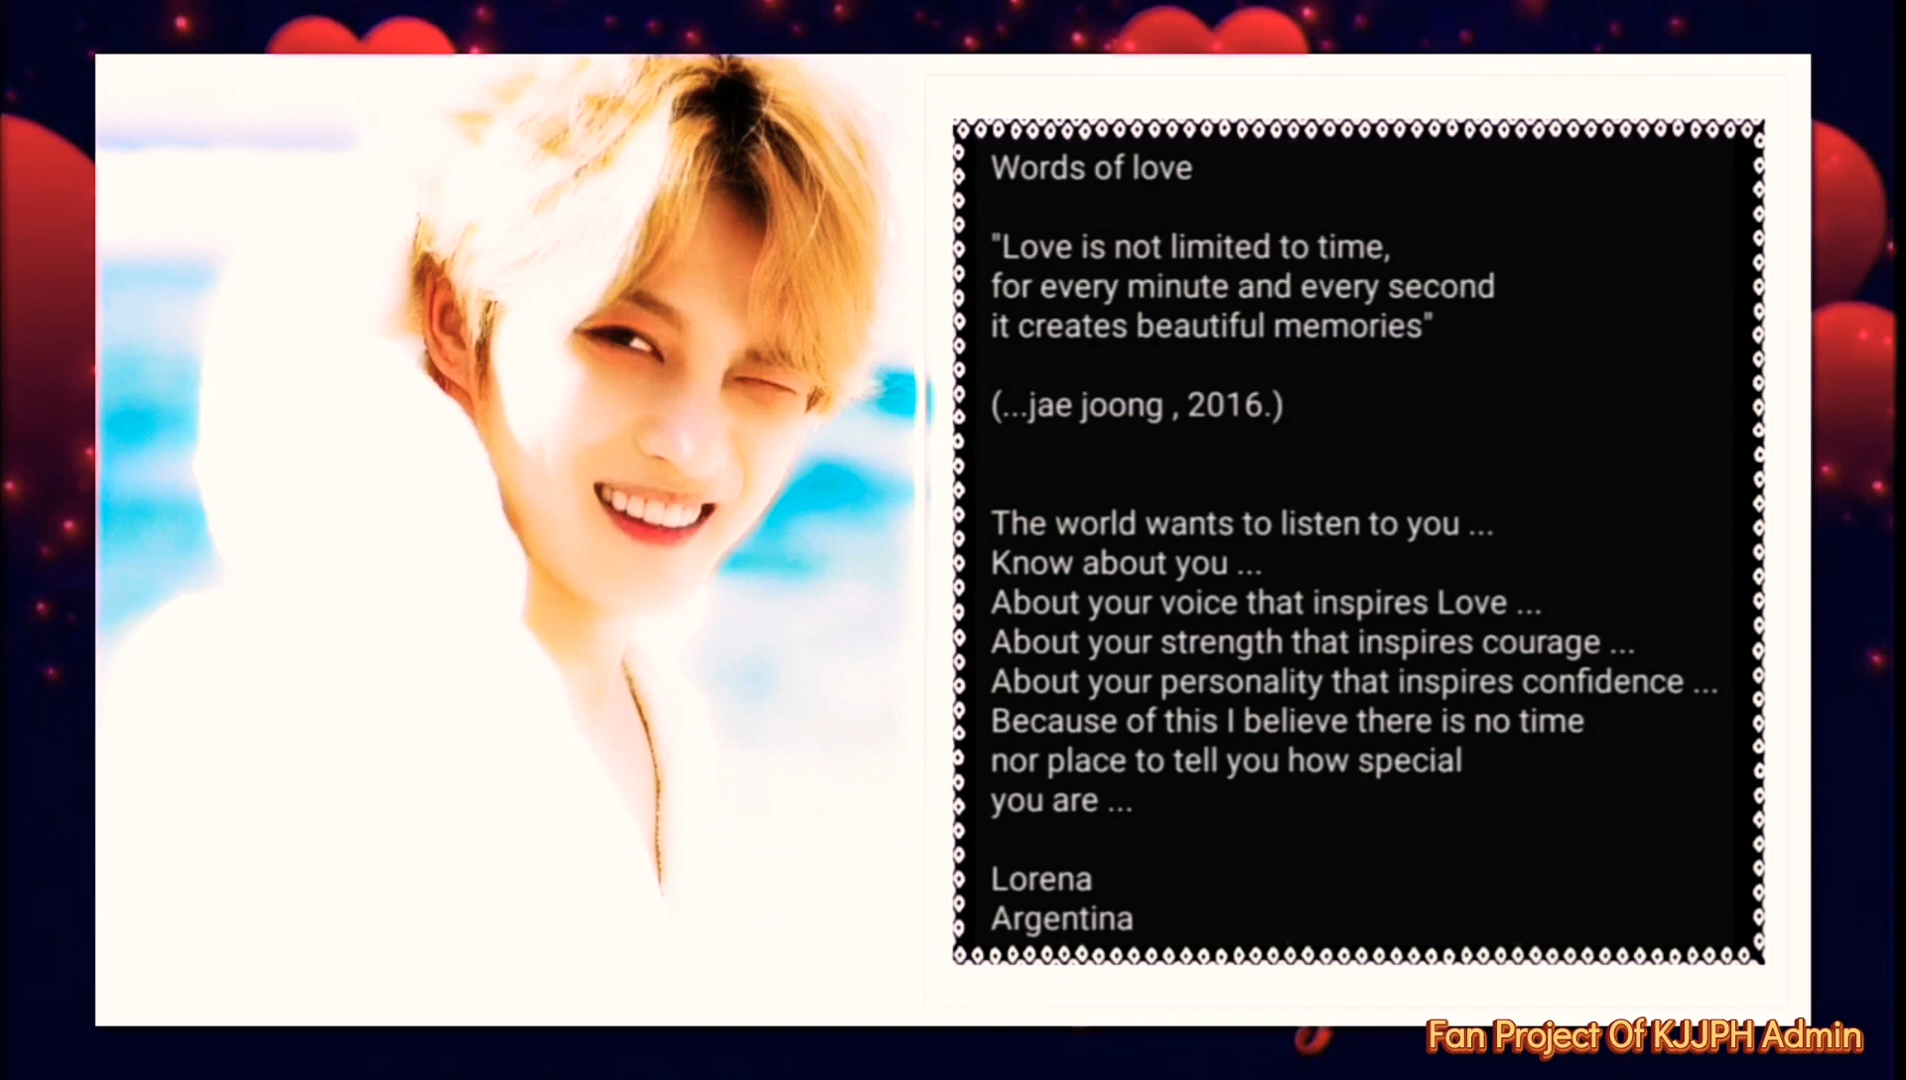 Words of love
"Love is not limited to time,
for every minute and every second
it creates beautiful memories"
(...jae joong , 2016.)
The world wants to listen to you ...
Know about you ...
About your voice that inspires Love ...
About your strength that inspires courage ...
About your personality that inspires confidence ...
Because of this I believe there is no time
nor place to tell you how special
you are ...
Lorena
Argentina
Fan Project Of KJJPH Admin